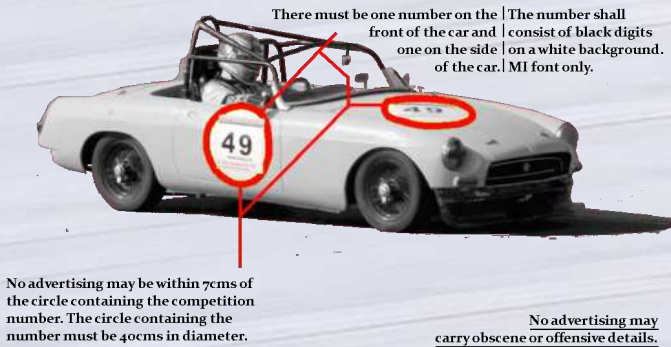 There must be one number on the
front of the car and
one on the side
of the car.
The number shall
consist of black digits
on a white background.
MI font only.
49
49
No advertising may be within 7cms of
the circle containing the competition
number. The circle containing the
number must be 40cms in diameter.
No advertising may
carry obscene or offensive details.